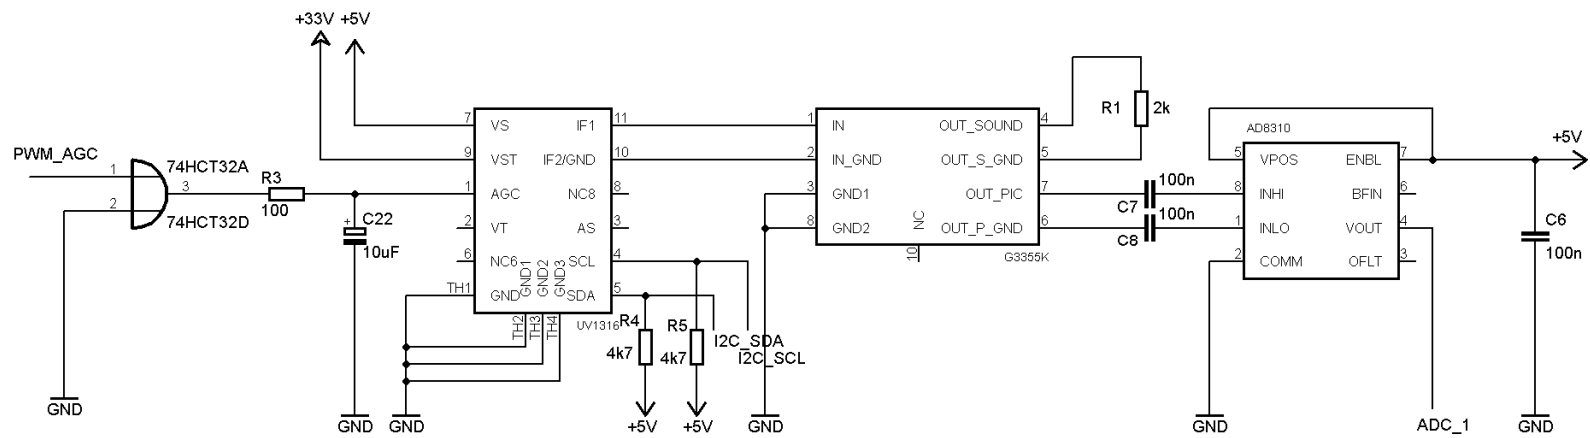 +33V +5V
PWM_AGC
1
2
3
74HCT32A
74HCT32D
R3
100
C22
+
10uF
GND
GND
GND
7 VS IF1 11
9 VST IF2/GND 10
1 AGC NC8 8
2 VT AS 3
6 NC6 SCL 4
TH1 GND GND1 GND2 GND3 SDA 5
TH2 TH3 TH4
UV1316
R4
4k7
R5
4k7
I2C_SDA
I2C_SCL
+5V
+5V
GND
1 IN OUT_SOUND 4
2 IN_GND OUT_S_GND 5
3 GND1 OUT_PIC 7
8 GND2 NC OUT_P_GND 6
10
G3355K
R1 2k
100n
C7
100n
C8
AD8310
5 VPOS ENBL 7
8 INHI BFIN 6
1 INLO VOUT 4
2 COMM OFLT 3
+5V
C6
100n
GND
ADC_1
GND